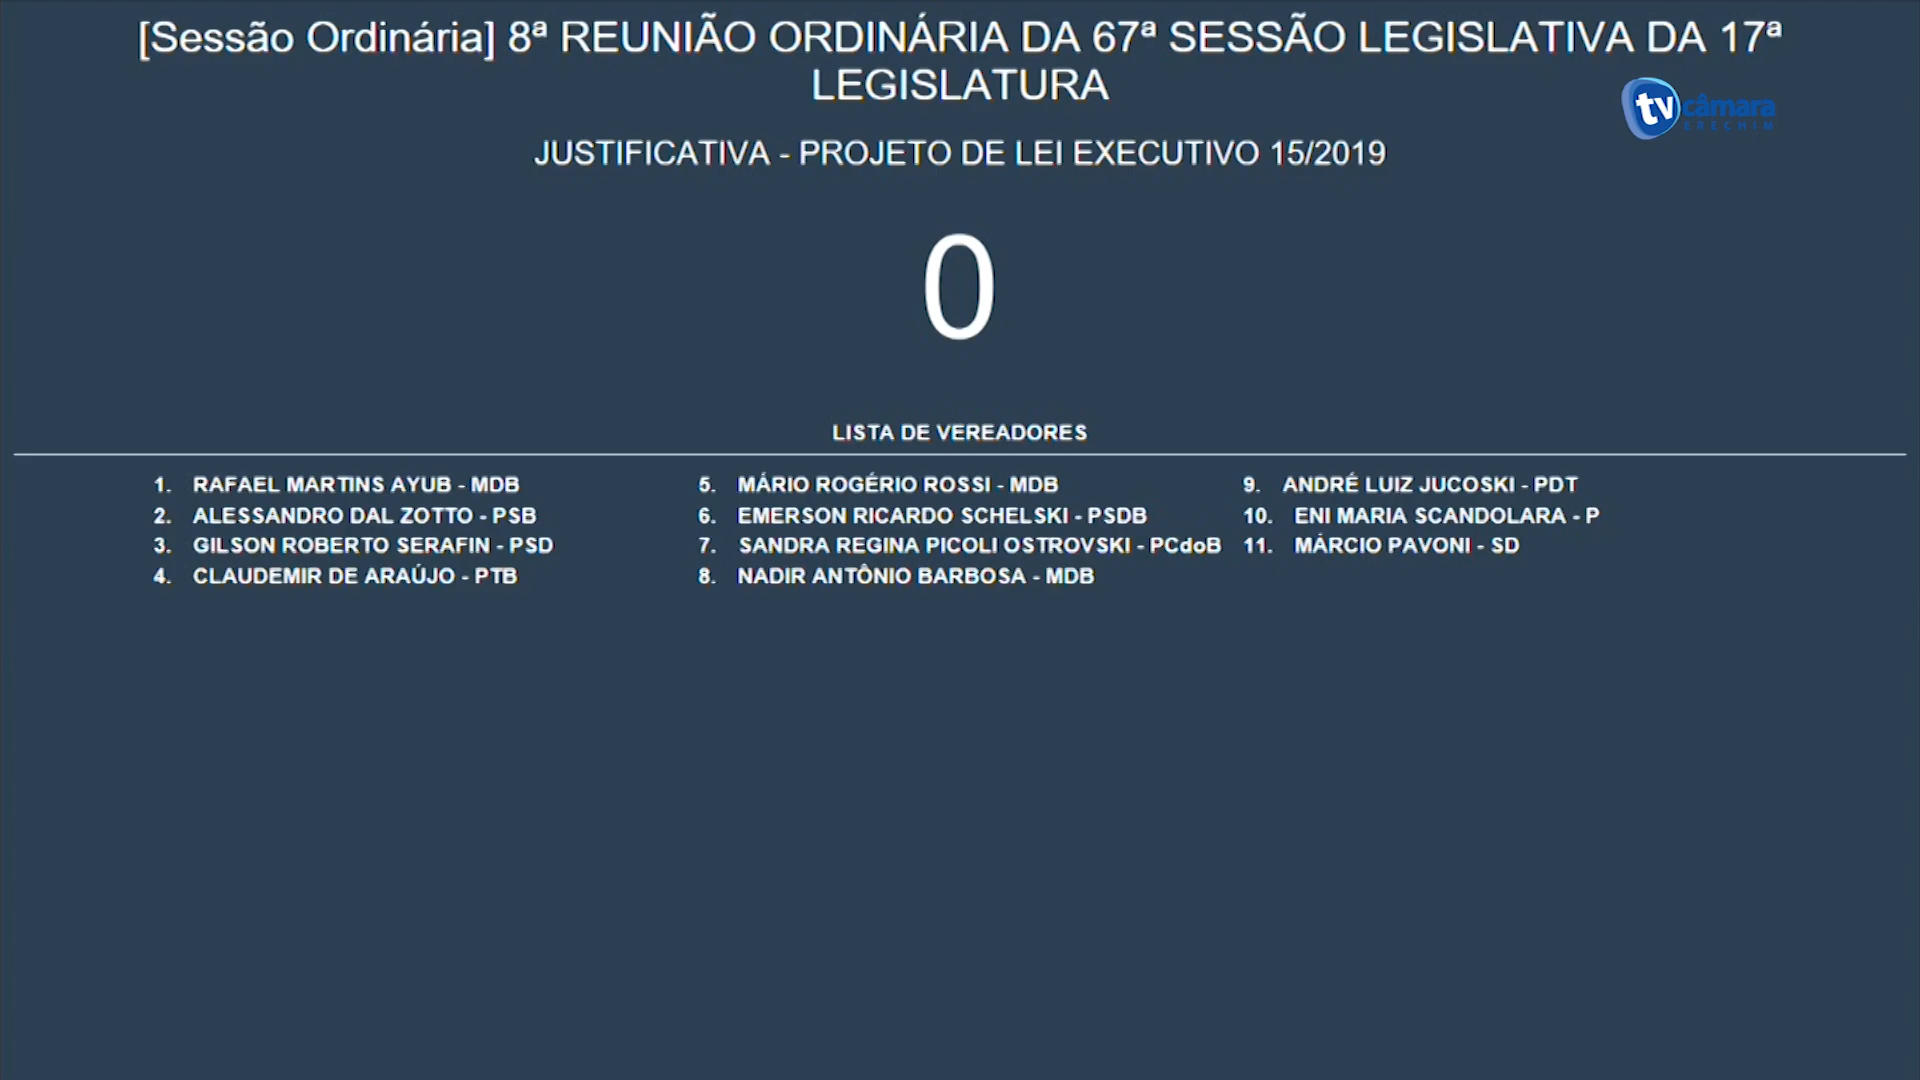 [Sessão Ordinária] 8ª REUNIÃO ORDINÁRIA DA 67ª SESSÃO LEGISLATIVA DA 17ª
LEGISLATURA
tv câmara
ERECHIM
JUSTIFICATIVA - PROJETO DE LEI EXECUTIVO 15/2019
0
LISTA DE VEREADORES
1. RAFAEL MARTINS AYUB - MDB
2. ALESSANDRO DAL ZOTTO - PSB
3. GILSON ROBERTO SERAFIN - PSD
4. CLAUDEMIR DE ARAÚJO - PTB
5. MÁRIO ROGÉRIO ROSSI - MDB
6. EMERSON RICARDO SCHELSKI - PSDB
7. SANDRA REGINA PICOLI OSTROVSKI - PCdoB
8. NADIR ANTÔNIO BARBOSA - MDB
9. ANDRÉ LUIZ JUCOSKI - PDT
10. ENI MARIA SCANDOLARA - P
11. MÁRCIO PAVONI - SD